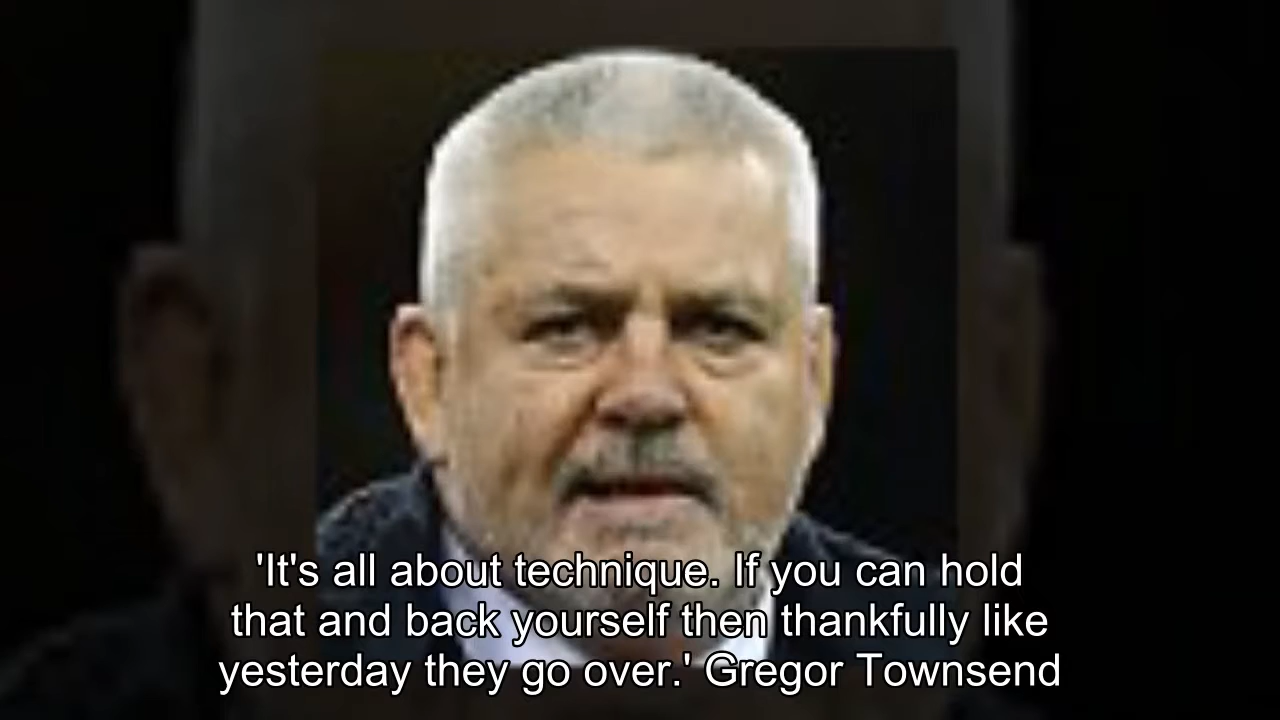 'It's all about technique. If you can hold
that and back yourself then thankfully like
yesterday they go over.' Gregor Townsend